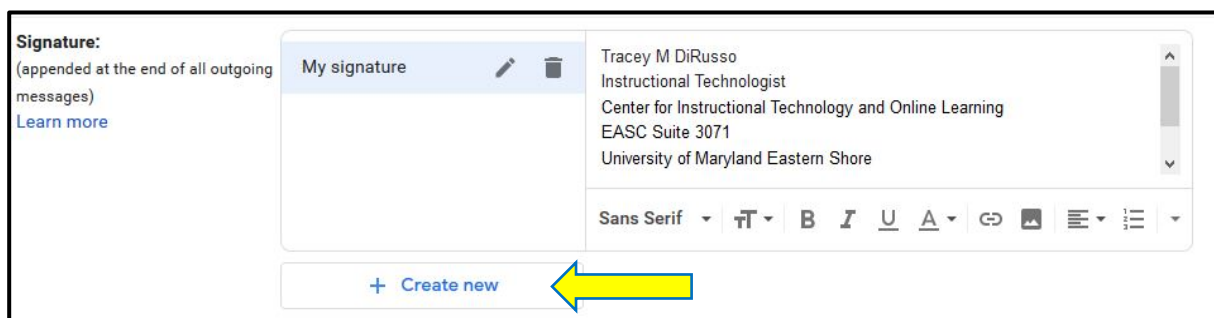 Signature:
(appended at the end of all outgoing
messages)
Learn more
My signature
Tracey M DiRusso
Instructional Technologist
Center for Instructional Technology and Online Learning
EASC Suite 3071
University of Maryland Eastern Shore
Sans Serif
+ Create new